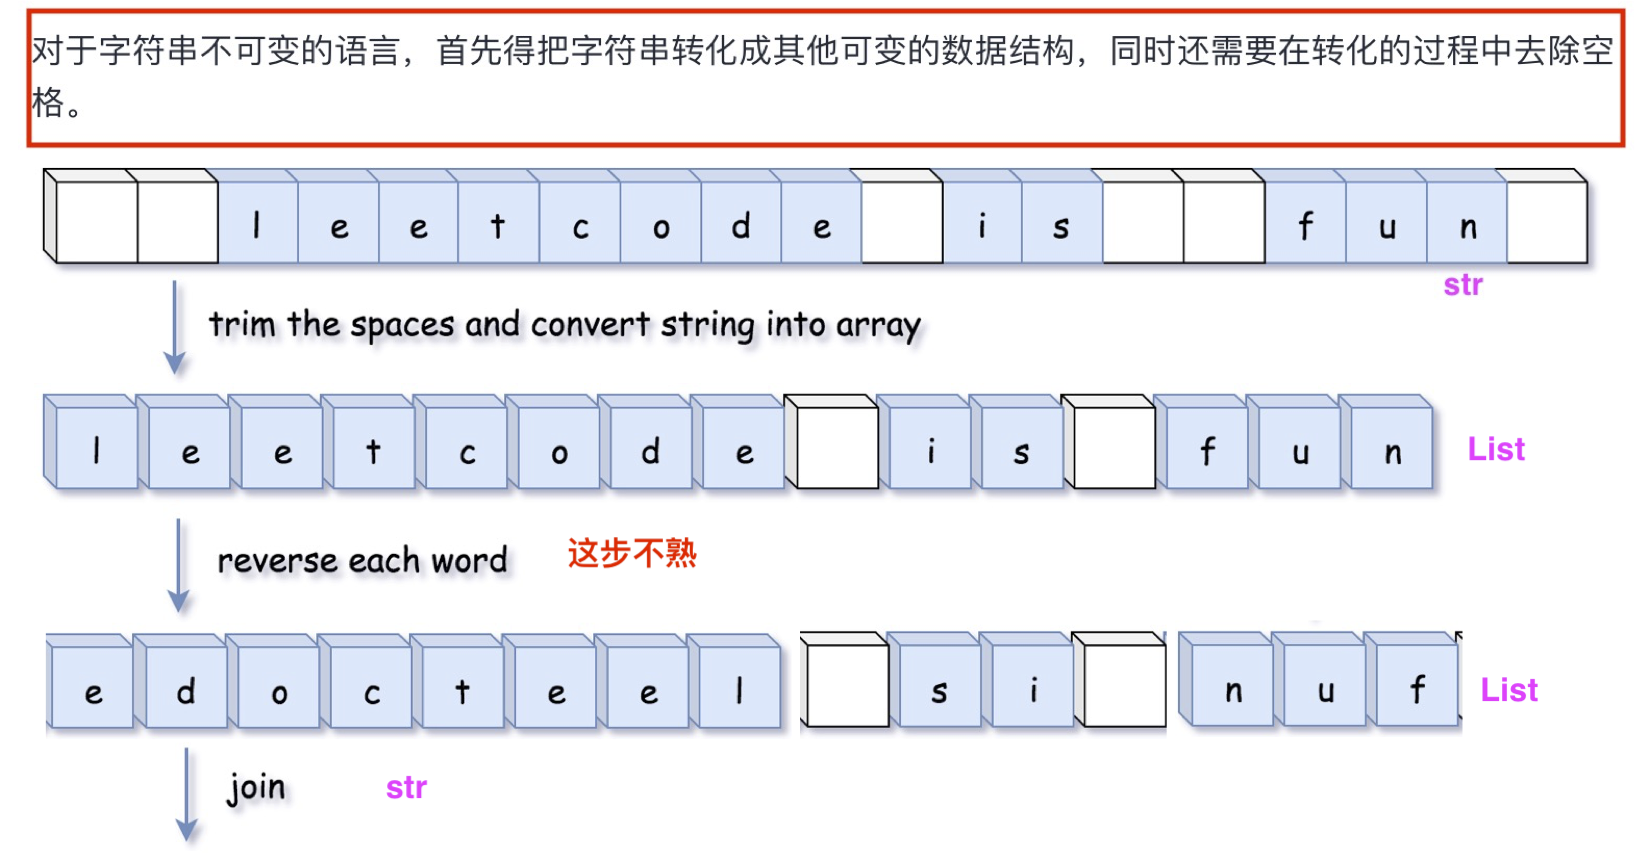 对于字符串不可变的语言，首先得把字符串转化成其他可变的数据结构，同时还需要在转化的过程中去除空
格。
l e e t c o d e i s f u n
str
trim the spaces and convert string into array
l e e t c o d e i s f u n List
reverse each word 这步不熟
e d o c t e e l s i n u f List
join str